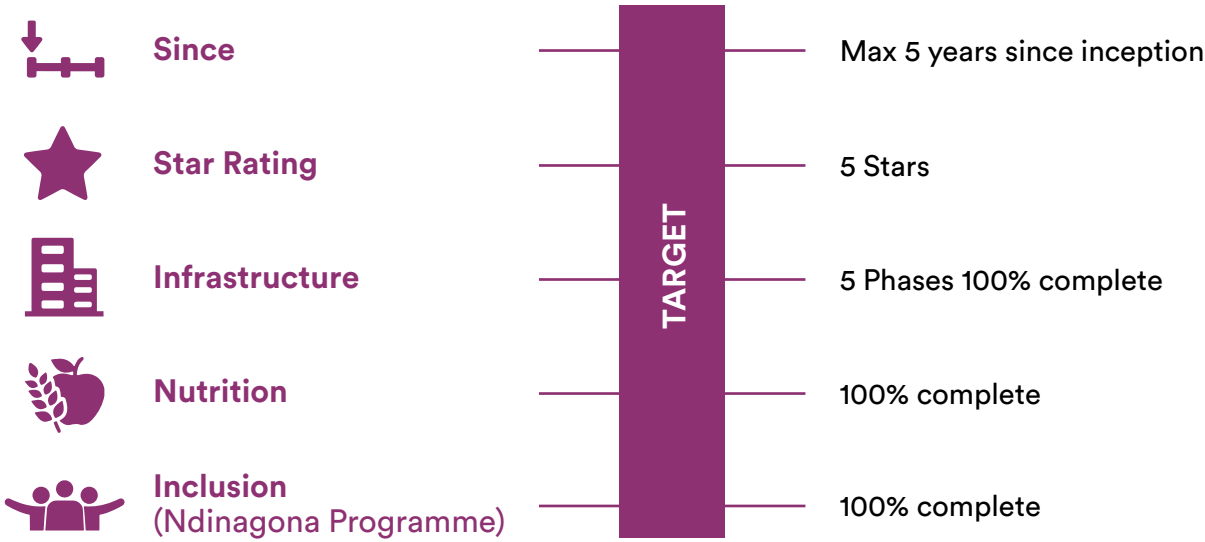 Since
Max 5 years since inception
Star Rating
5 Stars
Infrastructure
5 Phases 100% complete
TARGET
Nutrition
100% complete
Inclusion
(Ndinagona Programme)
100% complete